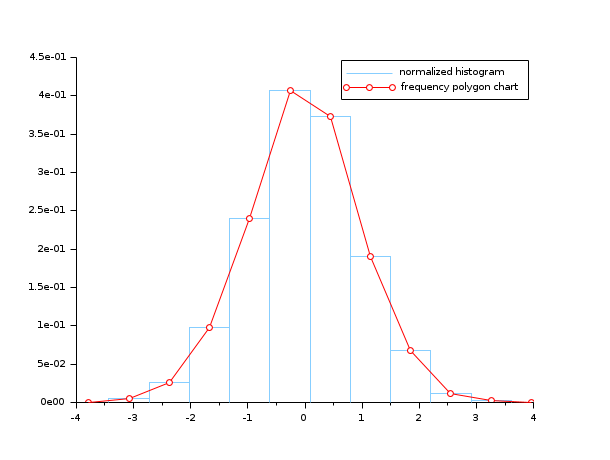 4.5e-01
normalized histogram
frequency polygon chart
4e-01
3.5e-01
3e-01
2.5e-01
2e-01
1.5e-01
1e-01
5e-02
0e00
-4 -3 -2 -1 0 1 2 3 4